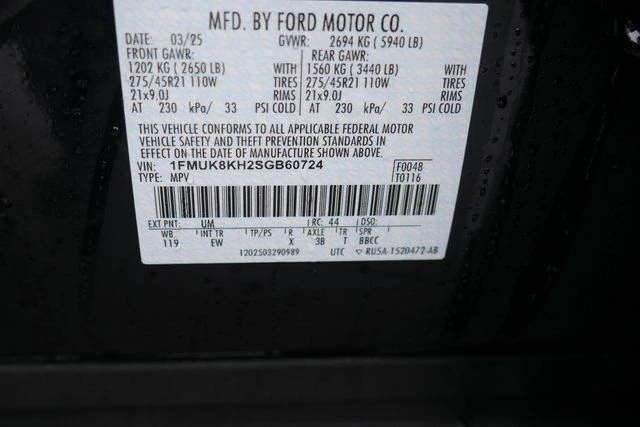 MFD. BY FORD MOTOR CO.
DATE: 03/25 GVWR: 2694 KG ( 5940 LB)
FRONT GAWR: REAR GAWR:
1202 KG ( 2650 LB) WITH 1560 KG ( 3440 LB) WITH
275/45R21 110W TIRES 275/45R21 110W TIRES
21x9.0J RIMS 21x9.0J RIMS
AT 230 kPa/ 33 PSI COLD AT 230 kPa/ 33 PSI COLD
THIS VEHICLE CONFORMS TO ALL APPLICABLE FEDERAL MOTOR
VEHICLE SAFETY AND THEFT PREVENTION STANDARDS IN
EFFECT ON THE DATE OF MANUFACTURE SHOWN ABOVE.
VIN: 1FMUK8KH2SGB60724 F0048
TYPE: MPV T0116
EXT PNT: UM RC: 44 DSO:
WB INT TR TP/PS R AXLE TR SPR
119 EW X 3B T BBCC
1202503290989 UTC ▽ RU5A-1520472-AB